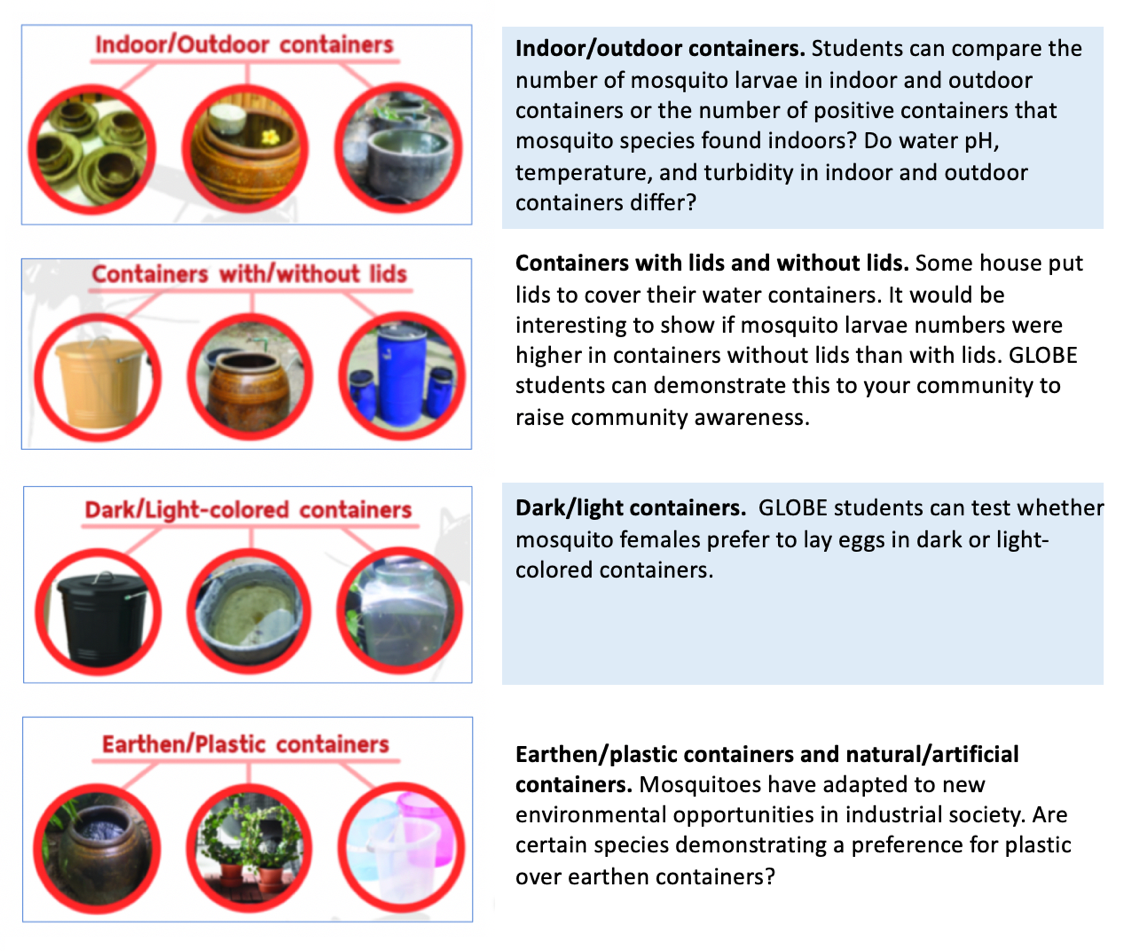 Indoor/Outdoor containers
Indoor/outdoor containers. Students can compare the
number of mosquito larvae in indoor and outdoor
containers or the number of positive containers that
mosquito species found indoors? Do water pH,
temperature, and turbidity in indoor and outdoor
containers differ?
Containers with/without lids
Containers with lids and without lids. Some house put
lids to cover their water containers. It would be
interesting to show if mosquito larvae numbers were
higher in containers without lids than with lids. GLOBE
students can demonstrate this to your community to
raise community awareness.
Dark/Light-colored containers
Dark/light containers.  GLOBE students can test whether
mosquito females prefer to lay eggs in dark or light-
colored containers.
Earthen/Plastic containers
Earthen/plastic containers and natural/artificial
containers. Mosquitoes have adapted to new
environmental opportunities in industrial society. Are
certain species demonstrating a preference for plastic
over earthen containers?